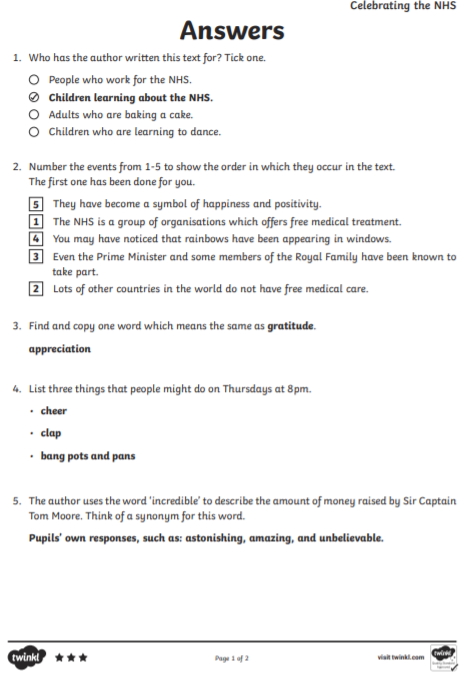 Celebrating the NHS
Answers
1. Who has the author written this text for? Tick one.
People who work for the NHS.
Children learning about the NHS.
Adults who are baking a cake.
Children who are learning to dance.
2. Number the events from 1-5 to show the order in which they occur in the text.
The first one has been done for you.
5 They have become a symbol of happiness and positivity.
1 The NHS is a group of organisations which offers free medical treatment.
4 You may have noticed that rainbows have been appearing in windows.
3 Even the Prime Minister and some members of the Royal Family have been known to
take part.
2 Lots of other countries in the world do not have free medical care.
3. Find and copy one word which means the same as gratitude.
appreciation
4. List three things that people might do on Thursdays at 8pm.
• cheer
• clap
• bang pots and pans
5. The author uses the word ‘incredible’ to describe the amount of money raised by Sir Captain
Tom Moore. Think of a synonym for this word.
Pupils’ own responses, such as: astonishing, amazing, and unbelievable.
twinkl
Page 1 of 2
visit twinkl.com
twinkl